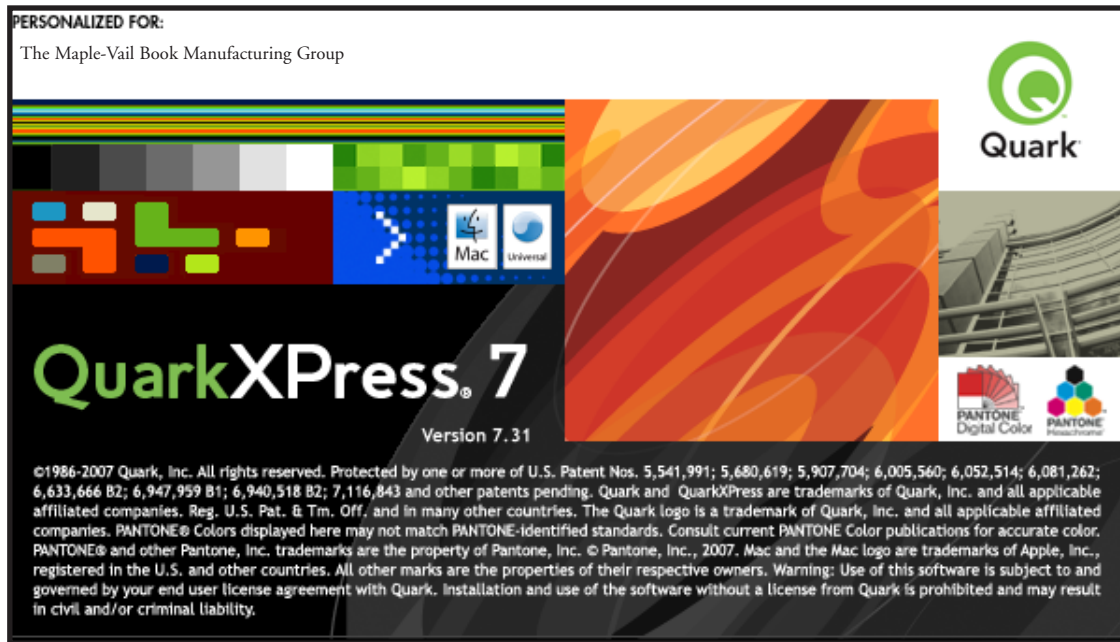 PERSONALIZED FOR:
The Maple-Vail Book Manufacturing Group
Quark
Mac
Universal
QuarkXPress® 7
PANTONE®
Digital Color
PANTONE®
Hexachrome®
Version 7.31
©1986-2007 Quark, Inc. All rights reserved. Protected by one or more of U.S. Patent Nos. 5,541,991; 5,680,619; 5,907,704; 6,005,560; 6,052,514; 6,081,262;
6,633,666 B2; 6,947,959 B1; 6,940,518 B2; 7,116,843 and other patents pending. Quark and QuarkXPress are trademarks of Quark, Inc. and all applicable
affiliated companies. Reg. U.S. Pat. & Tm. Off. and in many other countries. The Quark logo is a trademark of Quark, Inc. and all applicable affiliated
companies. PANTONE® Colors displayed here may not match PANTONE-identified standards. Consult current PANTONE Color publications for accurate color.
PANTONE® and other Pantone, Inc. trademarks are the property of Pantone, Inc. © Pantone, Inc., 2007. Mac and the Mac logo are trademarks of Apple, Inc.,
registered in the U.S. and other countries. All other marks are the properties of their respective owners. Warning: Use of this software is subject to and
governed by your end user license agreement with Quark. Installation and use of the software without a license from Quark is prohibited and may result
in civil and/or criminal liability.